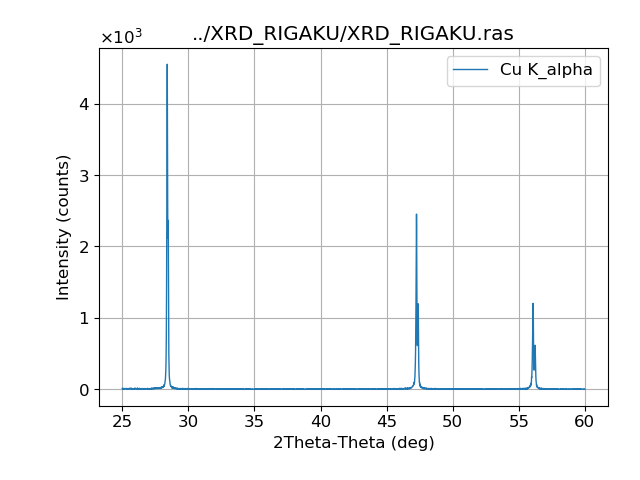 ../XRD_RIGAKU/XRD_RIGAKU.ras
×10³
Cu K_alpha
4
3
2
1
0
Intensity (counts)
25 30 35 40 45 50 55 60
2Theta-Theta (deg)